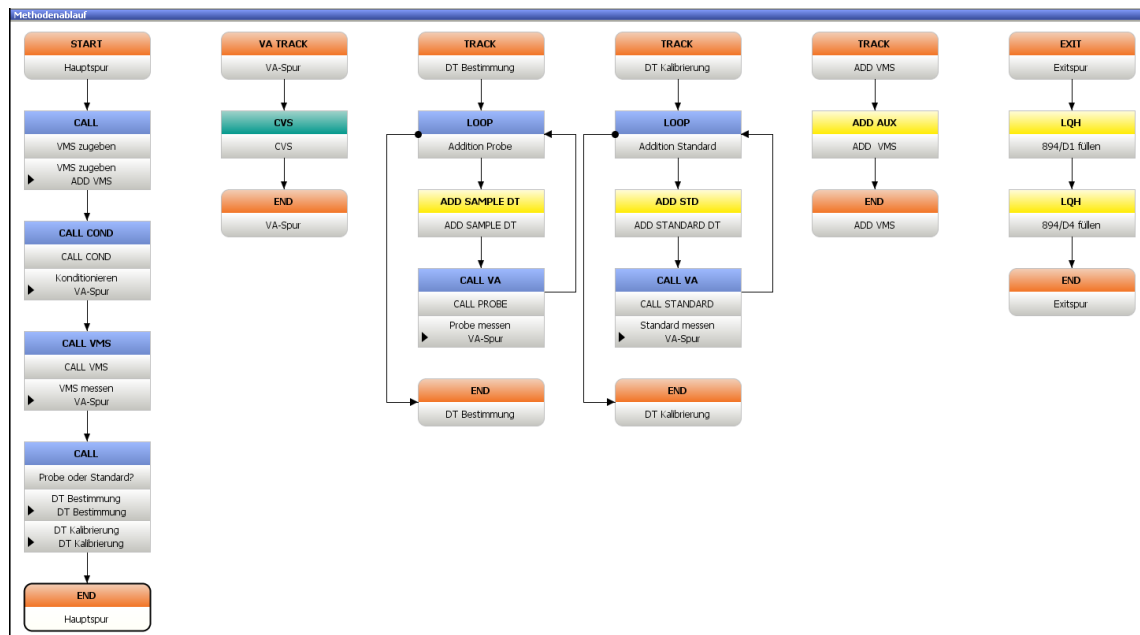 Methodenablauf
START
Hauptspur
CALL
VMS zugeben
VMS zugeben
ADD VMS
CALL COND
CALL COND
Konditionieren
VA-Spur
CALL VMS
CALL VMS
VMS messen
VA-Spur
CALL
Probe oder Standard?
DT Bestimmung
DT Bestimmung
DT Kalibrierung
DT Kalibrierung
END
Hauptspur
VA TRACK
VA-Spur
CVS
CVS
END
VA-Spur
TRACK
DT Bestimmung
LOOP
Addition Probe
ADD SAMPLE DT
ADD SAMPLE DT
CALL VA
CALL PROBE
Probe messen
VA-Spur
END
DT Bestimmung
TRACK
DT Kalibrierung
LOOP
Addition Standard
ADD STD
ADD STANDARD DT
CALL VA
CALL STANDARD
Standard messen
VA-Spur
END
DT Kalibrierung
TRACK
ADD VMS
ADD AUX
ADD VMS
END
ADD VMS
EXIT
Exitspur
LQH
894/D1 füllen
LQH
894/D4 füllen
END
Exitspur